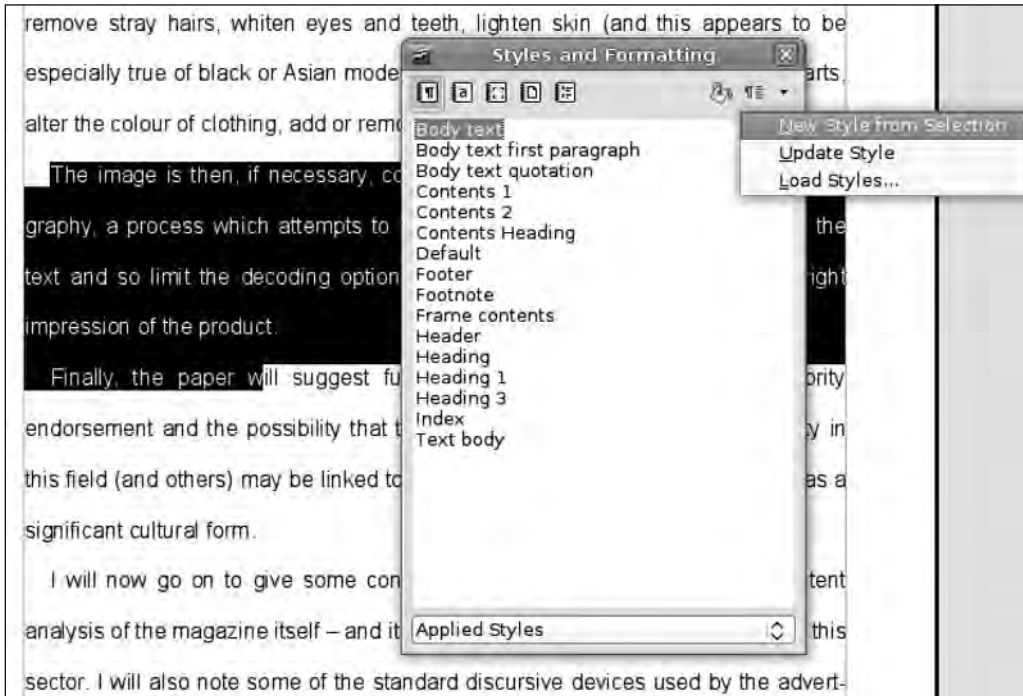 remove stray hairs, whiten eyes and teeth, lighten skin (and this appears to be
especially true of black or Asian mode arts,
alter the colour of clothing, add or remo
The image is then, if necessary, co
graphy, a process which attempts to the
text and so limit the decoding option ight
impression of the product.
Finally, the paper will suggest fu ority
endorsement and the possibility that t y in
this field (and others) may be linked to as a
significant cultural form.
I will now go on to give some con tent
analysis of the magazine itself – and it this
sector. I will also note some of the standard discursive devices used by the advert-
Styles and Formatting
Body text
Body text first paragraph
Body text quotation
Contents 1
Contents 2
Contents Heading
Default
Footer
Footnote
Frame contents
Header
Heading
Heading 1
Heading 3
Index
Text body
Applied Styles
New Style from Selection
Update Style
Load Styles...